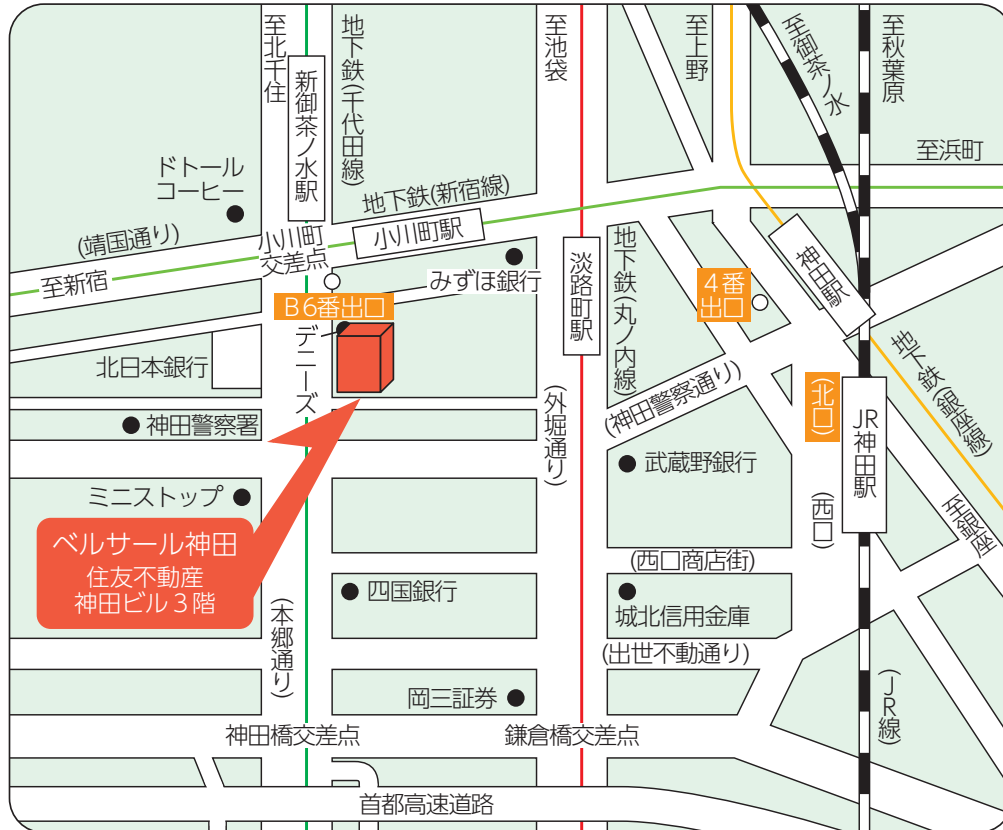 至北千住
地下鉄(千代田線)
新御茶ノ水駅
至池袋
至上野
至御茶ノ水
至秋葉原
至浜町
ドトール
コーヒー
地下鉄(新宿線)
(靖国通り)
小川町
交差点
小川町駅
至新宿
みずほ銀行
B6番出口
デニーズ
北日本銀行
淡路町駅
地下鉄(丸ノ内線)
4番
出口
神田駅
地下鉄(銀座線)
(神田警察通り)
(北口)
JR神田駅
神田警察署
(外堀通り)
武蔵野銀行
ミニストップ
(西口)
至銀座
ベルサール神田
住友不動産
神田ビル3階
(西口商店街)
四国銀行
城北信用金庫
(本郷通り)
(出世不動通り)
岡三証券
(JR線)
神田橋交差点
鎌倉橋交差点
首都高速道路